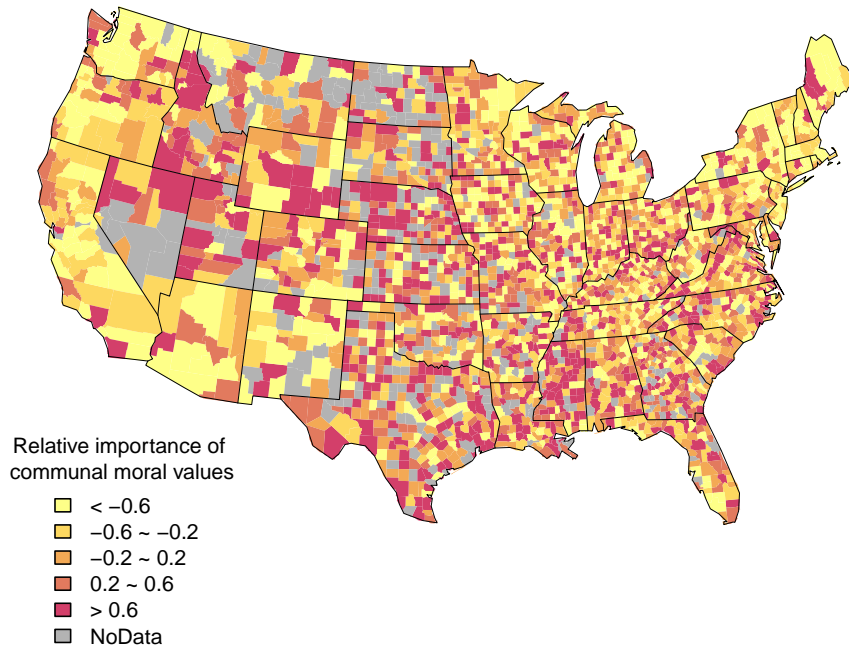 Relative importance of
communal moral values
< −0.6
−0.6 ~ −0.2
−0.2 ~ 0.2
0.2 ~ 0.6
> 0.6
NoData